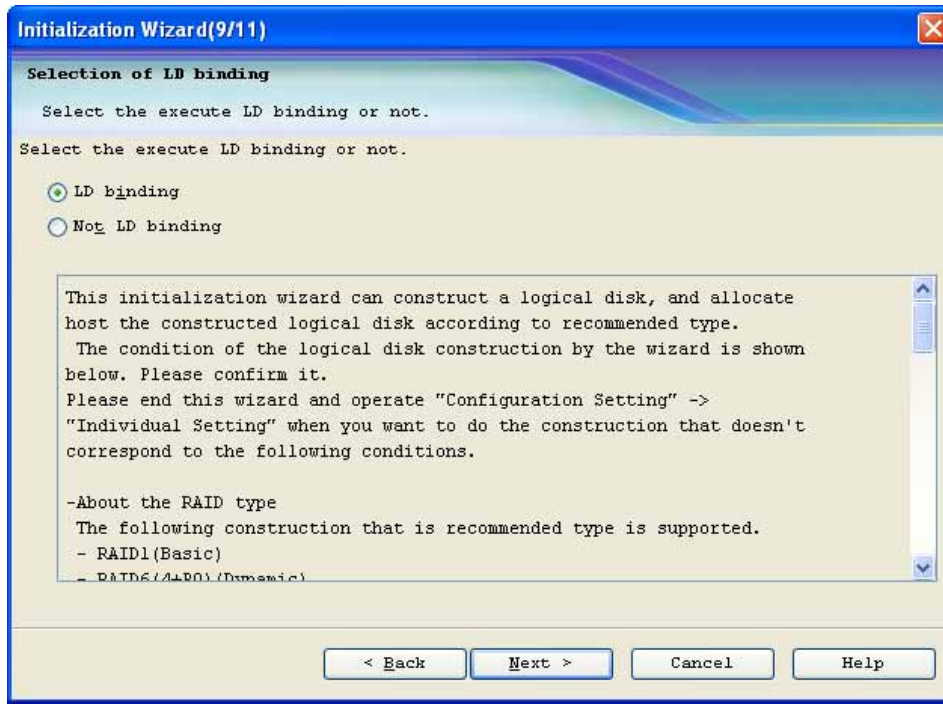 Initialization Wizard(9/11)
Selection of LD binding
Select the execute LD binding or not.
Select the execute LD binding or not.
LD binding
Not LD binding
This initialization wizard can construct a logical disk, and allocate
host the constructed logical disk according to recommended type.
The condition of the logical disk construction by the wizard is shown
below. Please confirm it.
Please end this wizard and operate "Configuration Setting" ->
"Individual Setting" when you want to do the construction that doesn't
correspond to the following conditions.
-About the RAID type
The following construction that is recommended type is supported.
- RAID1(Basic)
- RAID6(4+PQ)(Dynamic)
< Back
Next >
Cancel
Help